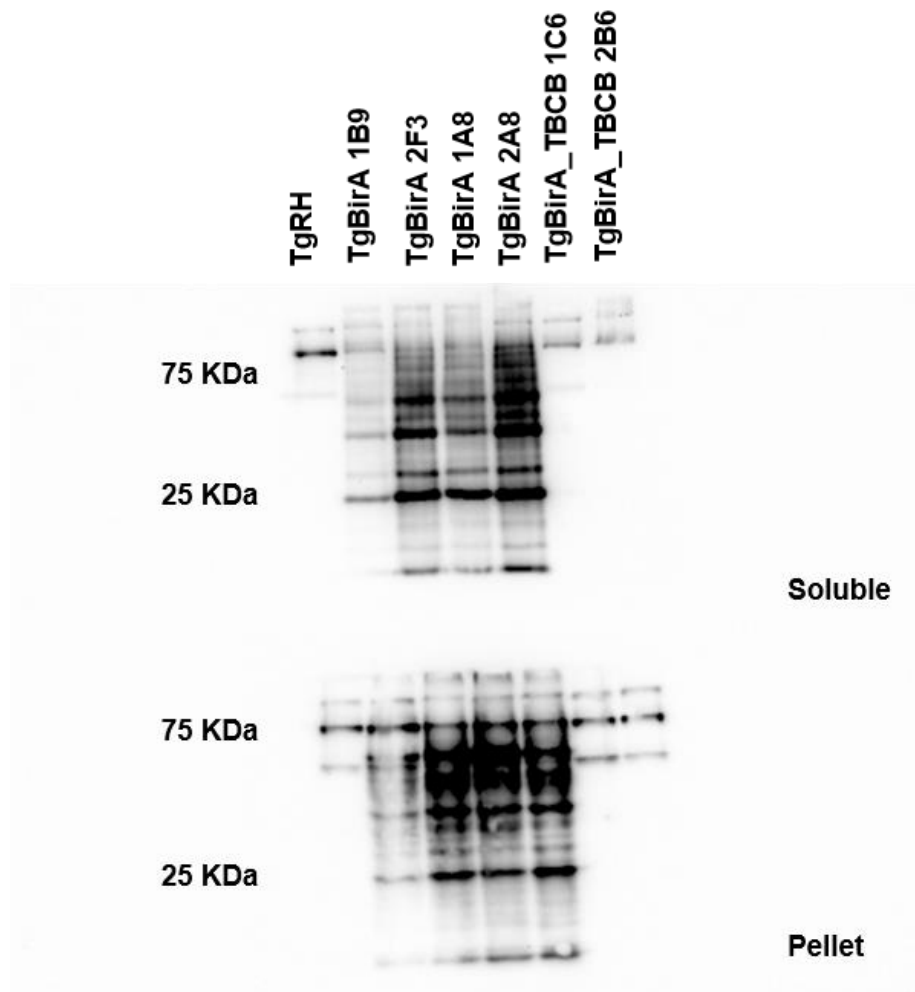 TgRH
TgBirA 1B9
TgBirA 2F3
TgBirA 1A8
TgBirA 2A8
TgBirA_TBCB 1C6
TgBirA_TBCB 2B6
75 KDa
25 KDa
Soluble
75 KDa
25 KDa
Pellet